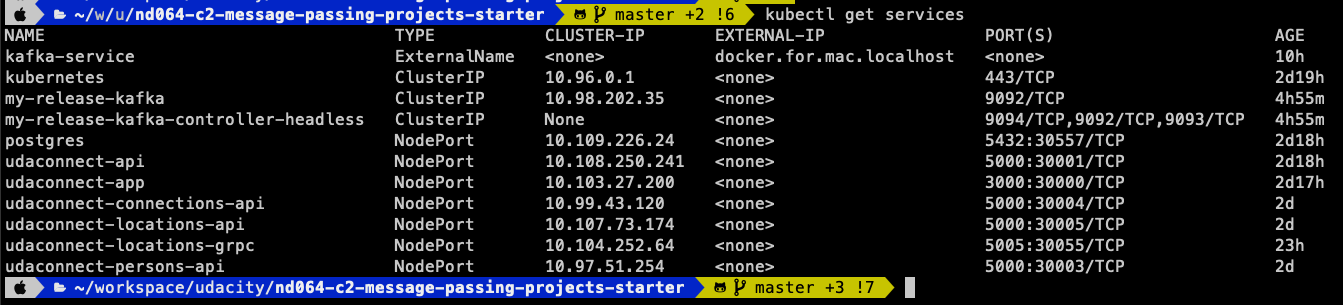 ~/w/u/nd064-c2-message-passing-projects-starter master +2 !6 kubectl get services
NAME TYPE CLUSTER-IP EXTERNAL-IP PORT(S) AGE
kafka-service ExternalName <none> docker.for.mac.localhost <none> 10h
kubernetes ClusterIP 10.96.0.1 <none> 443/TCP 2d19h
my-release-kafka ClusterIP 10.98.202.35 <none> 9092/TCP 4h55m
my-release-kafka-controller-headless ClusterIP None <none> 9094/TCP,9092/TCP,9093/TCP 4h55m
postgres NodePort 10.109.226.24 <none> 5432:30557/TCP 2d18h
udaconnect-api NodePort 10.108.250.241 <none> 5000:30001/TCP 2d18h
udaconnect-app NodePort 10.103.27.200 <none> 3000:30000/TCP 2d17h
udaconnect-connections-api NodePort 10.99.43.120 <none> 5000:30004/TCP 2d
udaconnect-locations-api NodePort 10.107.73.174 <none> 5000:30005/TCP 2d
udaconnect-locations-grpc NodePort 10.104.252.64 <none> 5005:30055/TCP 23h
udaconnect-persons-api NodePort 10.97.51.254 <none> 5000:30003/TCP 2d
~/workspace/udacity/nd064-c2-message-passing-projects-starter master +3 !7